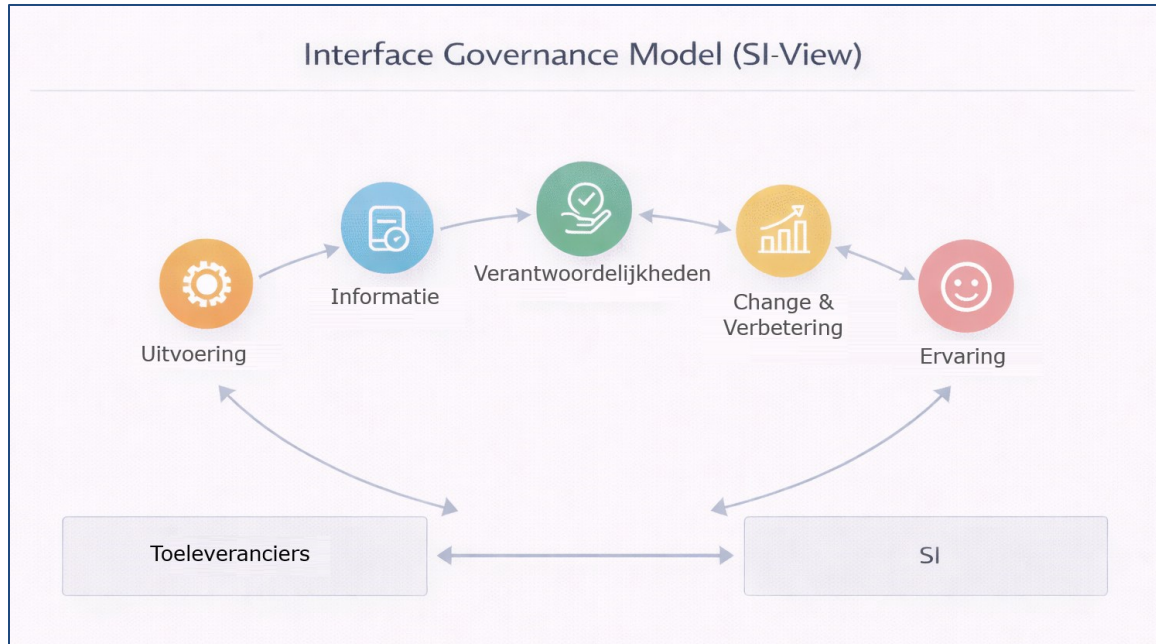 Interface Governance Model (SI-View)
Uitvoering
Informatie
Verantwoordelijkheden
Change &
Verbetering
Ervaring
Toeleveranciers
SI